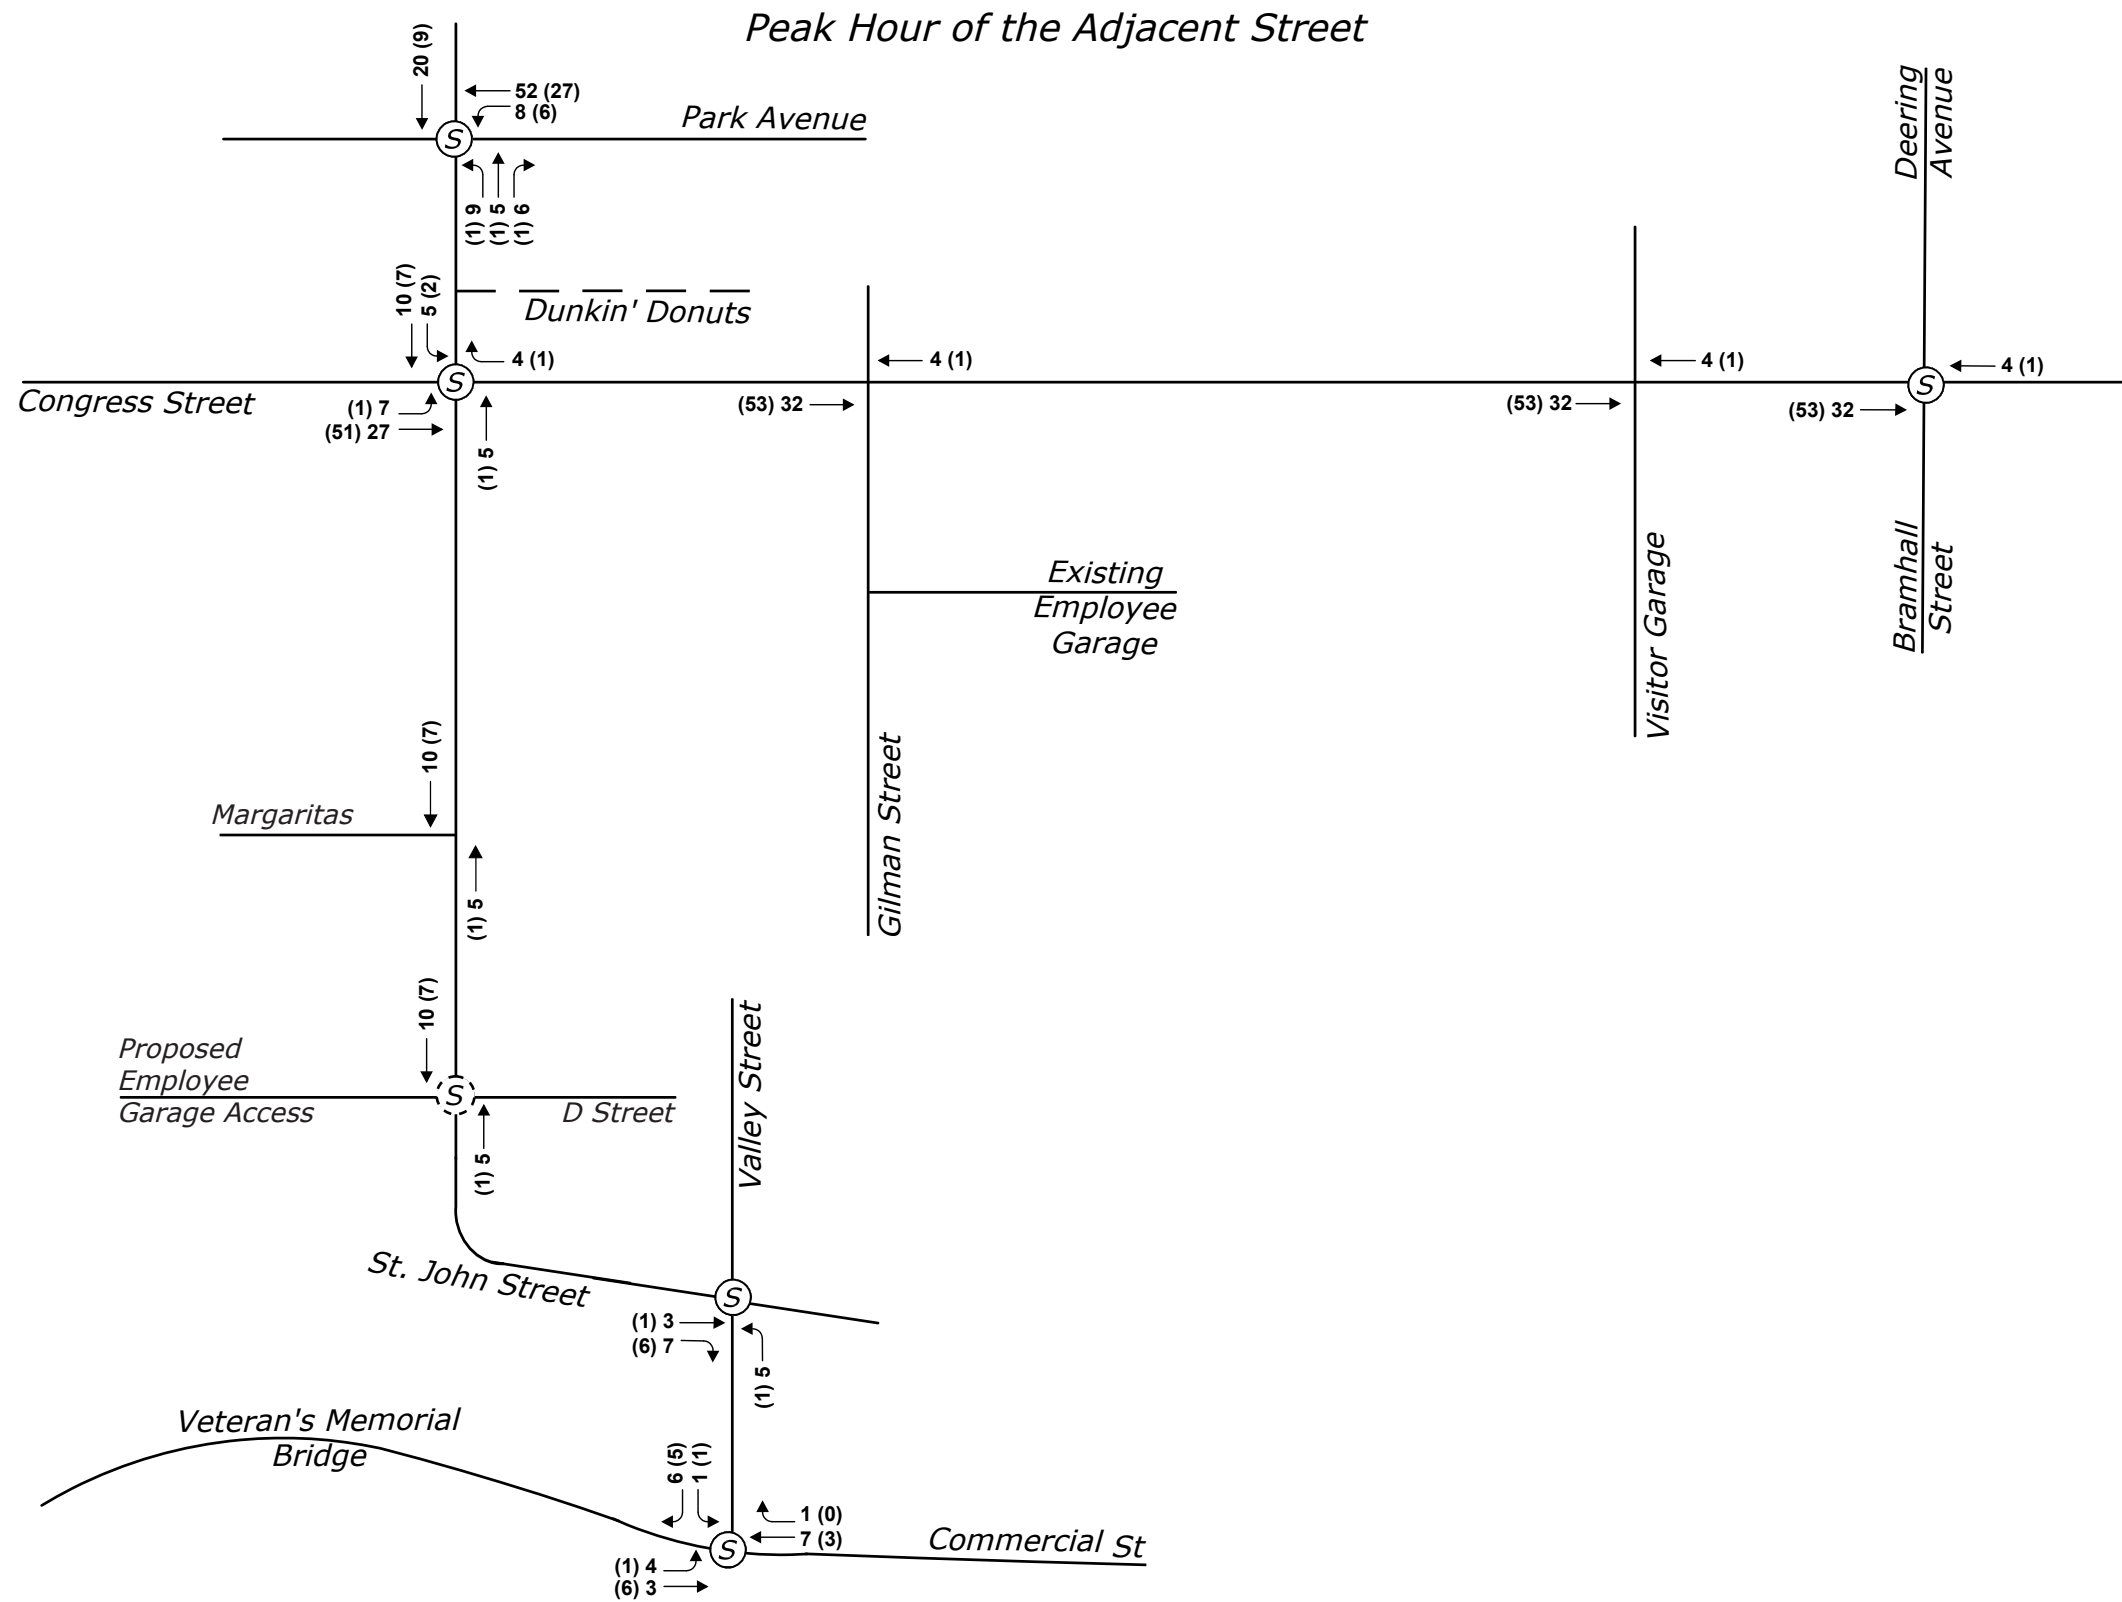 Peak Hour of the Adjacent Street
20 (9)
52 (27)
8 (6)
Park Avenue
Deering
Avenue
(1) 9
(1) 5
(1) 6
10 (7)
5 (2)
Dunkin' Donuts
4 (1)
4 (1)
4 (1)
4 (1)
S
S
S
Congress Street
(1) 7
(51) 27
(53) 32
(53) 32
(53) 32
(1) 5
Existing
Employee
Garage
Visitor Garage
Bramhall
Street
10 (7)
Margaritas
Gilman Street
(1) 5
10 (7)
Proposed
Employee
Garage Access
S
D Street
Valley Street
(1) 5
St. John Street
S
(1) 3
(6) 7
(1) 5
Veteran's Memorial
Bridge
6 (5)
1 (1)
1 (0)
7 (3)
S
Commercial St
(1) 4
(6) 3